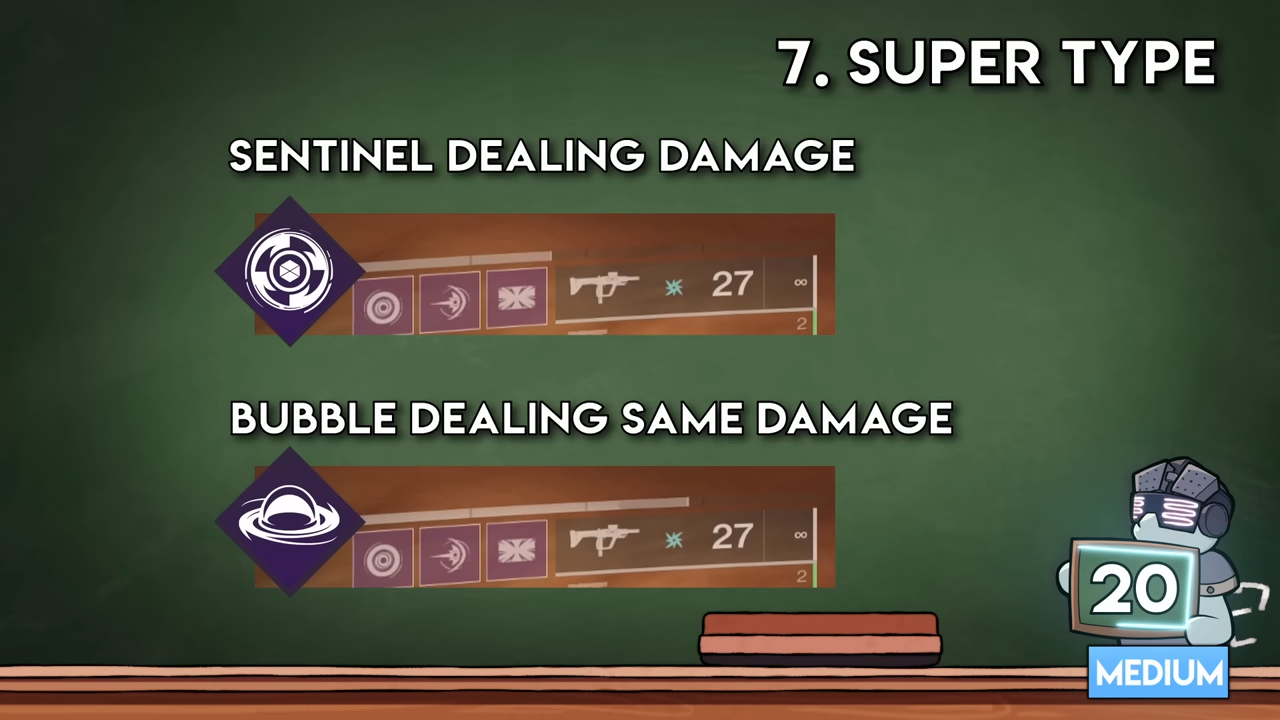 7. SUPER TYPE
SENTINEL DEALING DAMAGE
27
∞
2
BUBBLE DEALING SAME DAMAGE
27
∞
2
20
MEDIUM